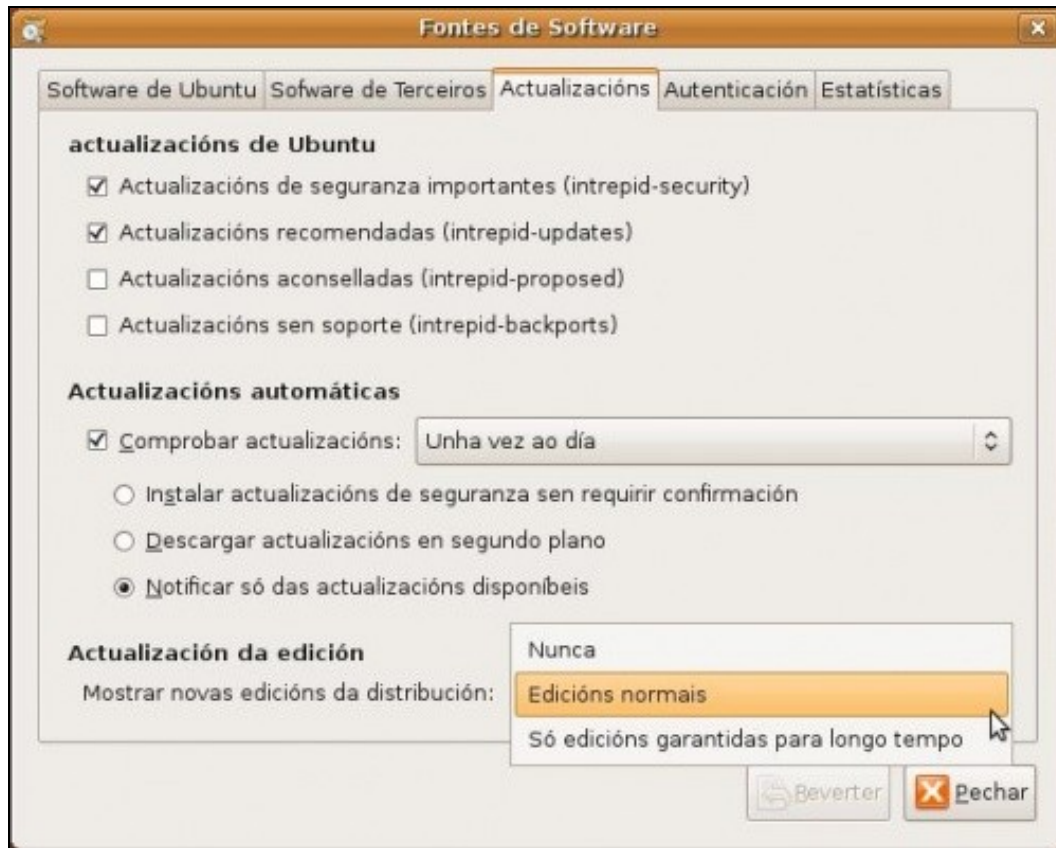 Fontes de Software
Software de Ubuntu Sofware de Terceiros Actualizacións Autenticación Estatísticas
actualizacións de Ubuntu
Actualizacións de seguranza importantes (intrepid-security)
Actualizacións recomendadas (intrepid-updates)
Actualizacións aconselladas (intrepid-proposed)
Actualizacións sen soporte (intrepid-backports)
Actualizacións automáticas
Comprobar actualizacións: Unha vez ao día
Instalar actualizacións de seguranza sen requirir confirmación
Descargar actualizacións en segundo plano
Notificar só das actualizacións disponíbeis
Actualización da edición
Nunca
Mostrar novas edicións da distribución: Edicións normais
Só edicións garantidas para longo tempo
Reverter Pechar